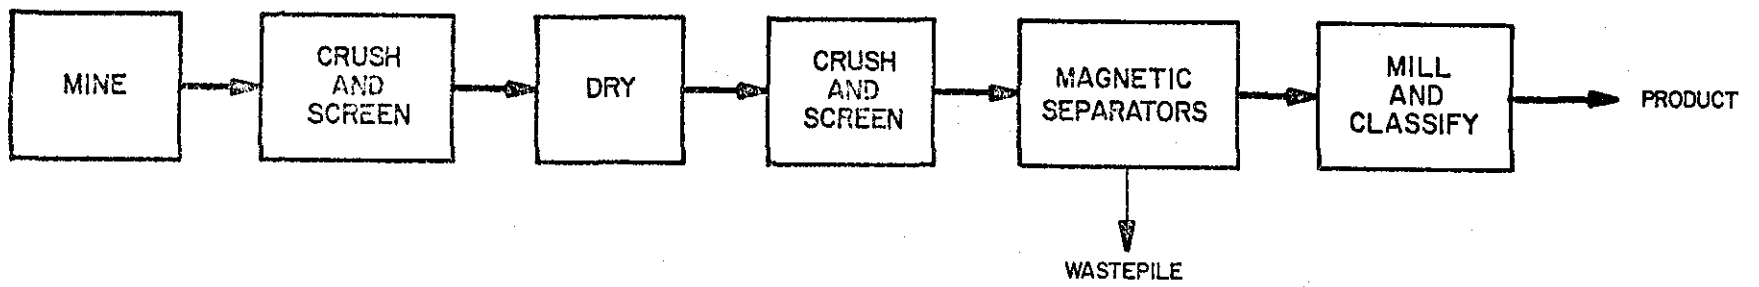 MINE
CRUSH
AND
SCREEN
DRY
CRUSH
AND
SCREEN
MAGNETIC
SEPARATORS
MILL
AND
CLASSIFY
PRODUCT
WASTEPILE